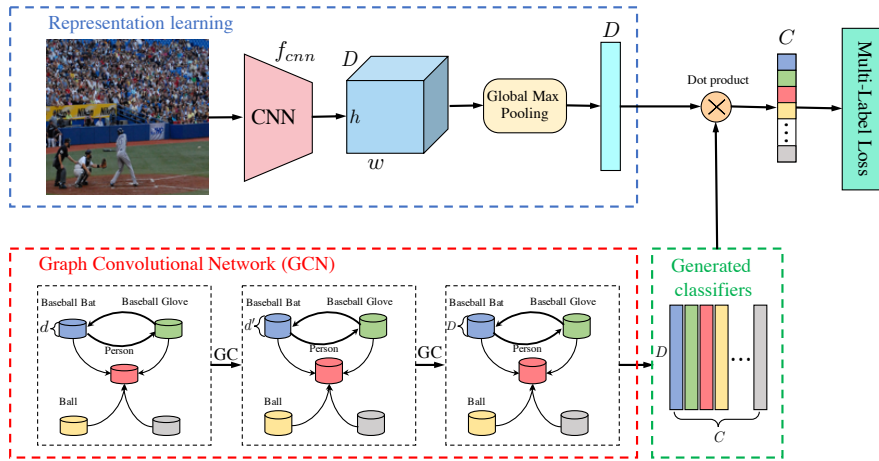 Representation learning
f_cnn
CNN
D
h
w
Global Max
Pooling
D
Dot product
C
Multi-Label Loss
Graph Convolutional Network (GCN)
Baseball Bat
Baseball Glove
d
Person
Ball
GC
Baseball Bat
Baseball Glove
d'
Person
Ball
GC
Baseball Bat
Baseball Glove
D
Person
Ball
Generated
classifiers
D
...
C